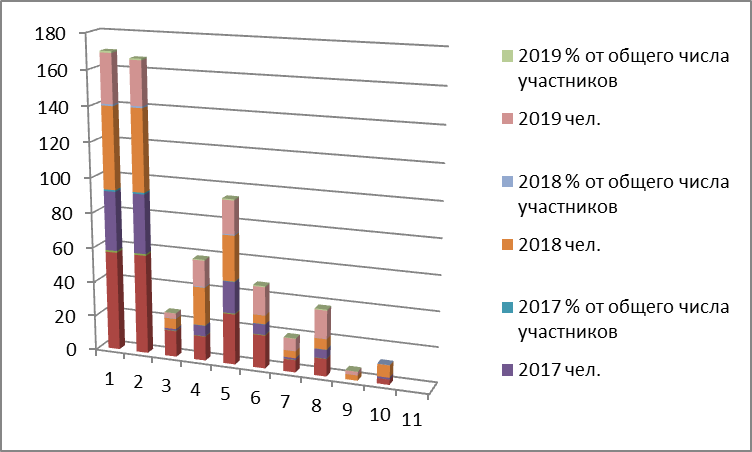 180
160
140
120
100
80
60
40
20
0
1 2 3 4 5 6 7 8 9 10 11
2019 % от общего числа
участников
2019 чел.
2018 % от общего числа
участников
2018 чел.
2017 % от общего числа
участников
2017 чел.